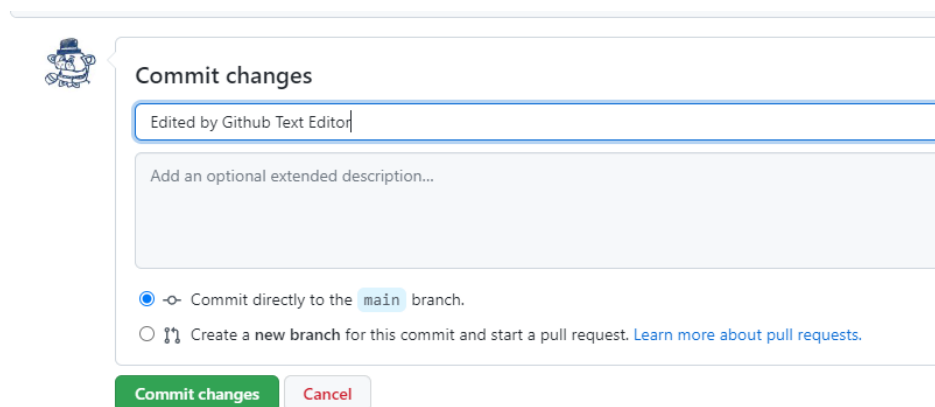 Commit changes
Edited by Github Text Editor
Add an optional extended description...
Commit directly to the main branch.
Create a new branch for this commit and start a pull request. Learn more about pull requests.
Commit changes Cancel